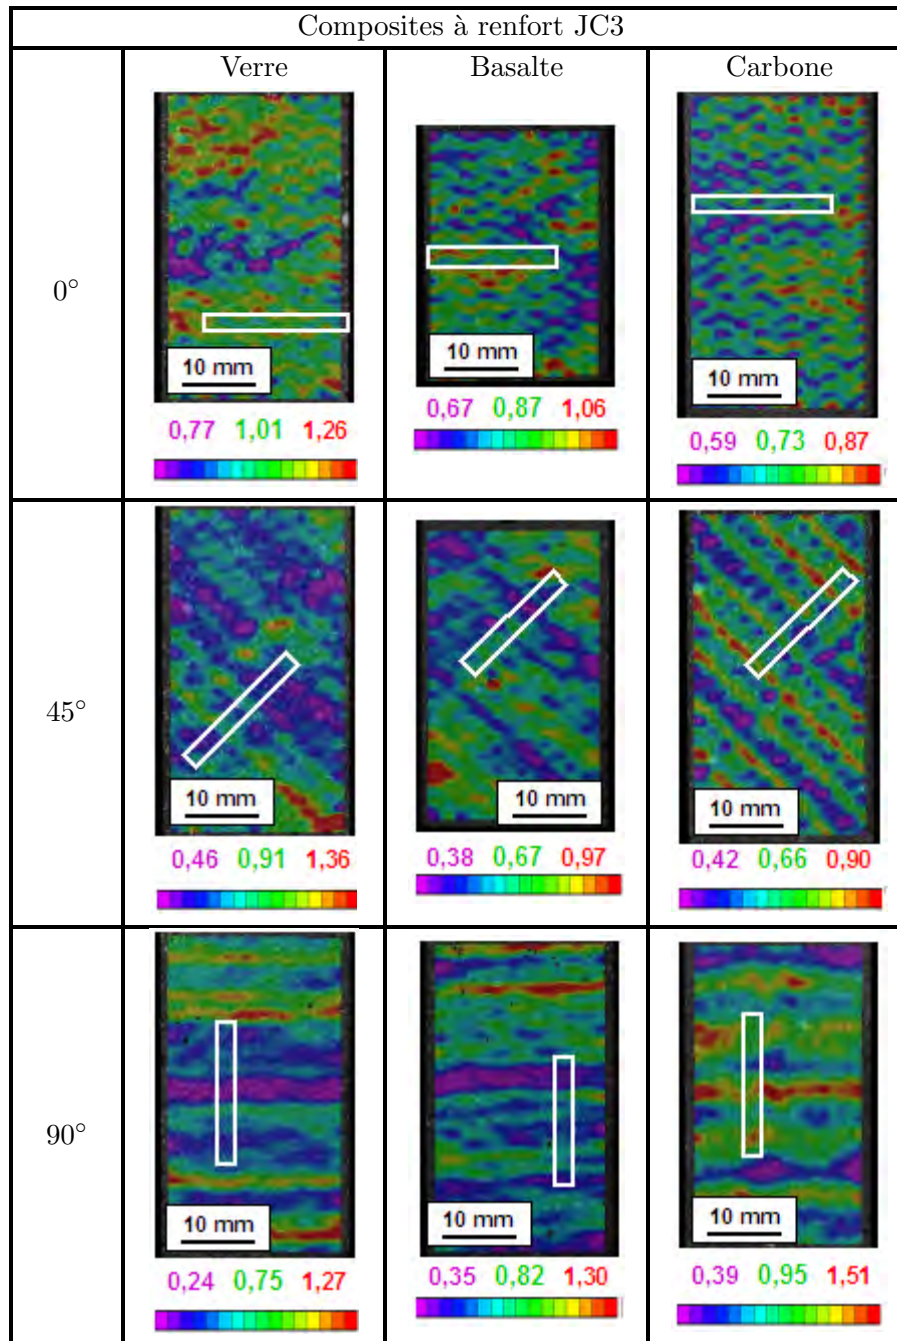 Composites à renfort JC3
Verre Basalte Carbone
0°
10 mm 10 mm 10 mm
0,77 1,01 1,26 0,67 0,87 1,06 0,59 0,73 0,87
45°
10 mm 10 mm 10 mm
0,46 0,91 1,36 0,38 0,67 0,97 0,42 0,66 0,90
90°
10 mm 10 mm 10 mm
0,24 0,75 1,27 0,35 0,82 1,30 0,39 0,95 1,51